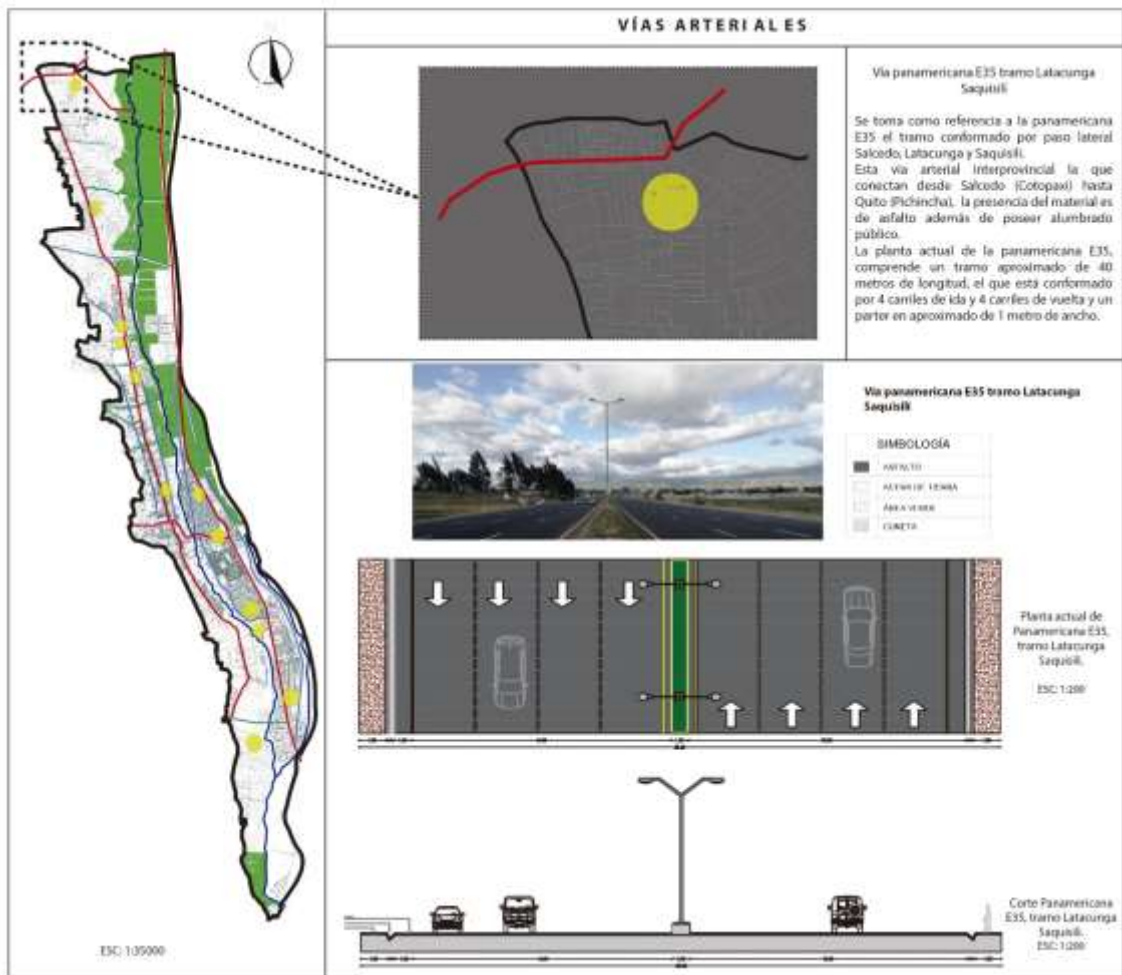 VÍAS ARTERIALES
Vía panamericana E35 tramo Latacunga
Saquisilí
Se toma como referencia a la panamericana
E35 el tramo conformado por paso lateral
Salcedo, Latacunga y Saquisilí.
Esta vía arterial interprovincial la que
conectan desde Salcedo (Cotopaxi) hasta
Quito (Pichincha), la presencia del material es
de asfalto además de poseer alumbrado
público.
La planta actual de la panamericana E35,
comprende un tramo aproximado de 40
metros de longitud, el que está conformado
por 4 carriles de ida y 4 carriles de vuelta y un
parter en aproximado de 1 metro de ancho.
Vía panamericana E35 tramo Latacunga
Saquisilí
SIMBOLOGÍA
ASFALTO
ACERA DE TIERRA
ÁREA VERDE
CUNETA
Planta actual de
Panamericana E35,
tramo Latacunga
Saquisilí.
ESC: 1:200
Corte Panamericana
E35, tramo Latacunga
Saquisilí.
ESC: 1:200
ESC: 1:35000